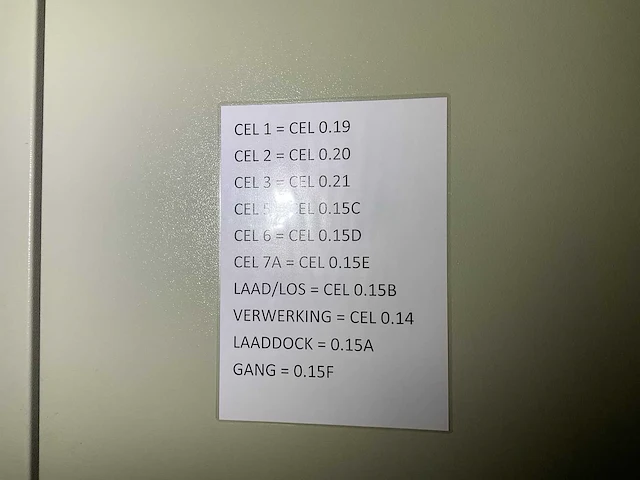 CEL 1 = CEL 0.19
CEL 2 = CEL 0.20
CEL 3 = CEL 0.21
CEL 5 = CEL 0.15C
CEL 6 = CEL 0.15D
CEL 7A = CEL 0.15E
LAAD/LOS = CEL 0.15B
VERWERKING = CEL 0.14
LAADDOCK = 0.15A
GANG = 0.15F